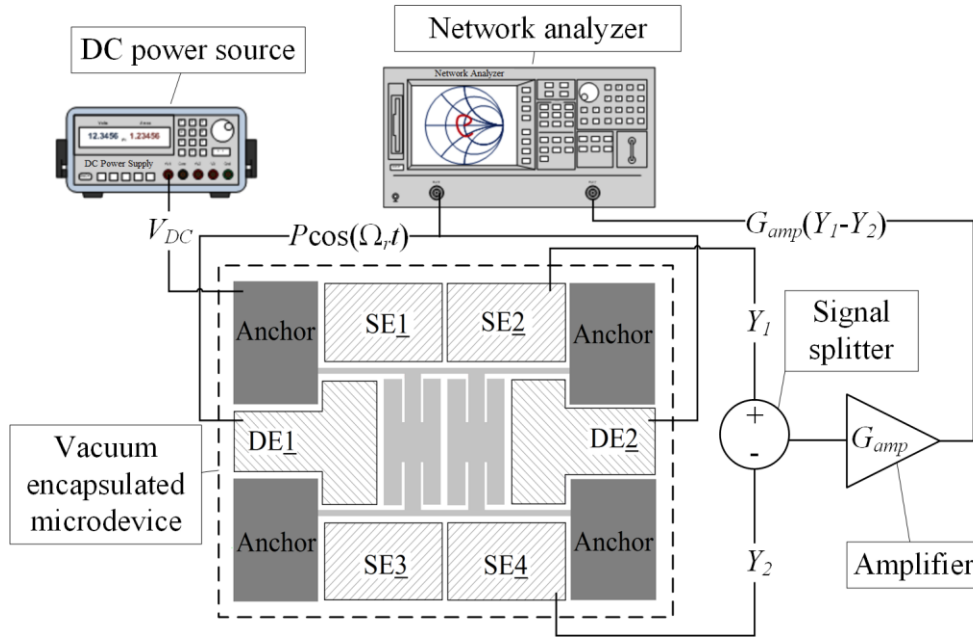 Network analyzer
DC power source
Network Analyzer
12.3456
1.23456
DC Power Supply
V_DC
Pcos(Ω_r t)
G_amp(Y_1-Y_2)
Anchor
SE1
SE2
Anchor
Y_1
Signal
splitter
DE1
DE2
+
-
G_amp
Vacuum
encapsulated
microdevice
Anchor
SE3
SE4
Anchor
Y_2
Amplifier